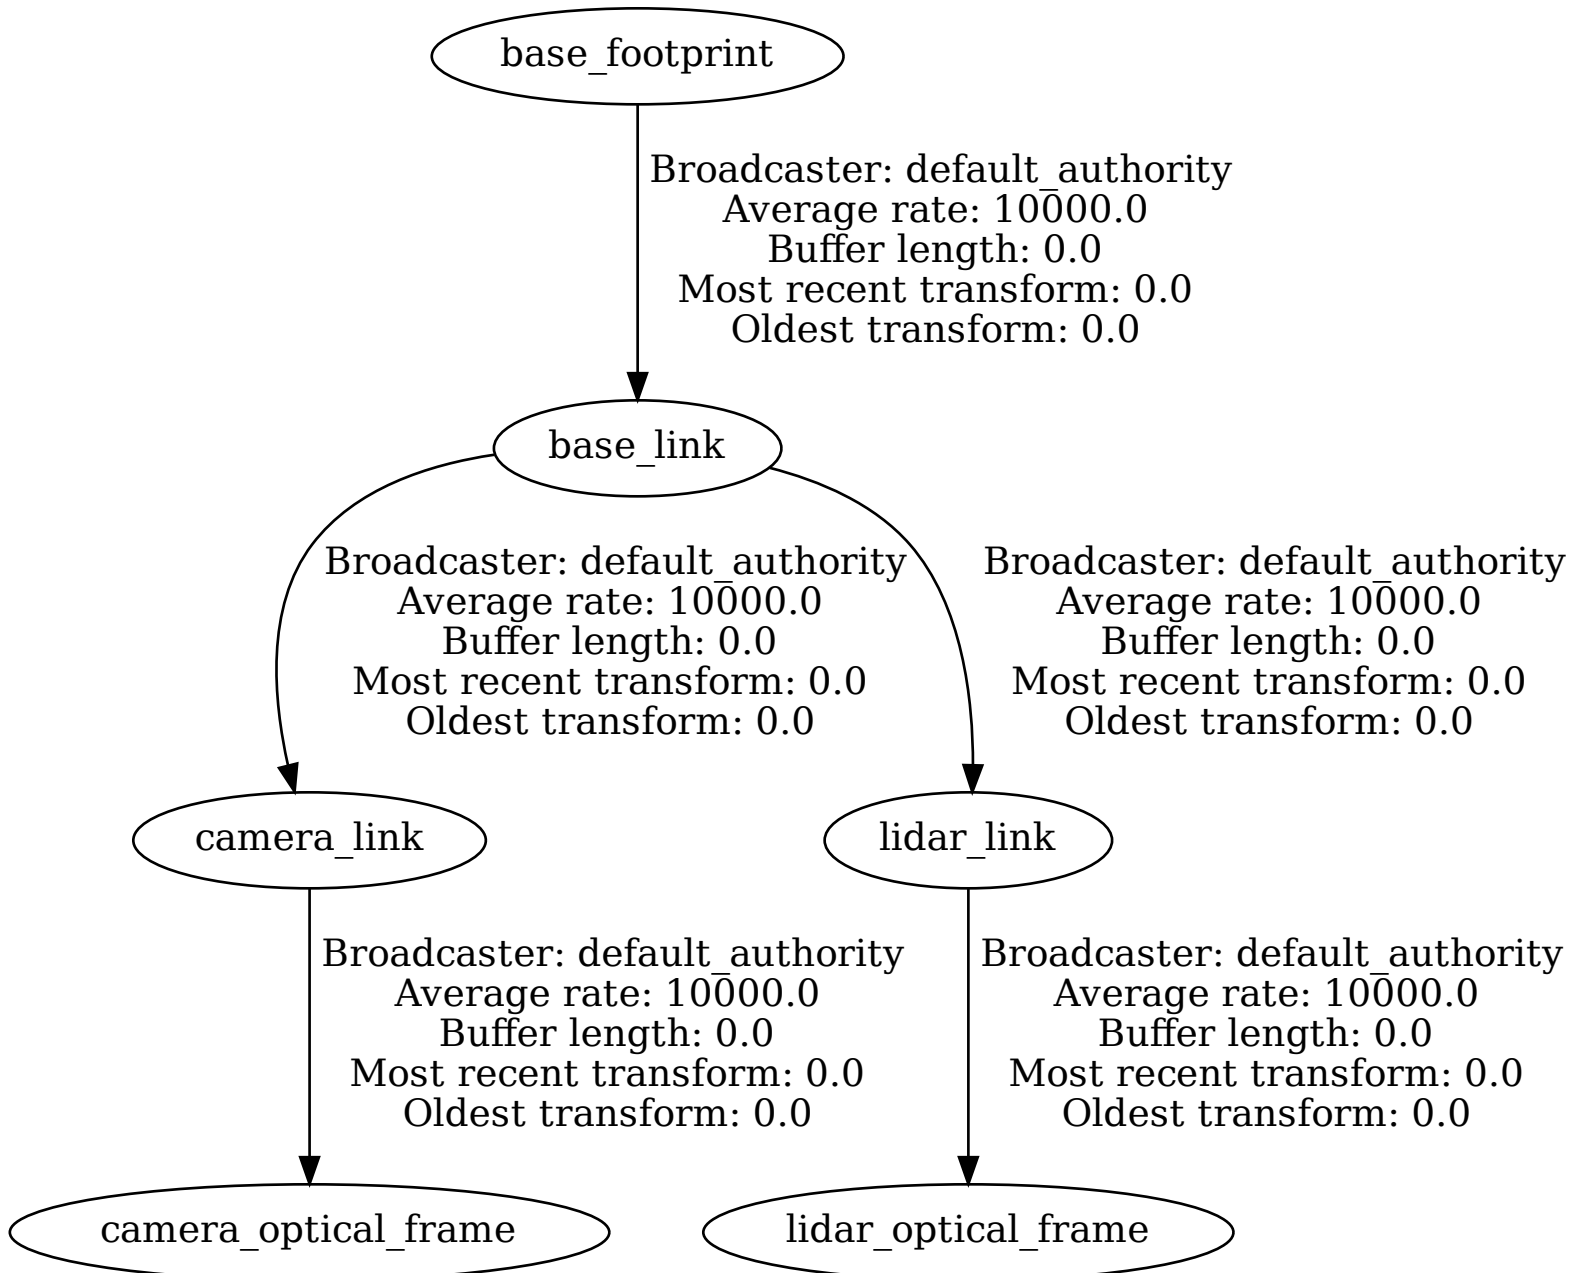 base_footprint
Broadcaster: default_authority
Average rate: 10000.0
Buffer length: 0.0
Most recent transform: 0.0
Oldest transform: 0.0
base_link
Broadcaster: default_authority
Average rate: 10000.0
Buffer length: 0.0
Most recent transform: 0.0
Oldest transform: 0.0
Broadcaster: default_authority
Average rate: 10000.0
Buffer length: 0.0
Most recent transform: 0.0
Oldest transform: 0.0
camera_link
lidar_link
Broadcaster: default_authority
Average rate: 10000.0
Buffer length: 0.0
Most recent transform: 0.0
Oldest transform: 0.0
Broadcaster: default_authority
Average rate: 10000.0
Buffer length: 0.0
Most recent transform: 0.0
Oldest transform: 0.0
camera_optical_frame
lidar_optical_frame